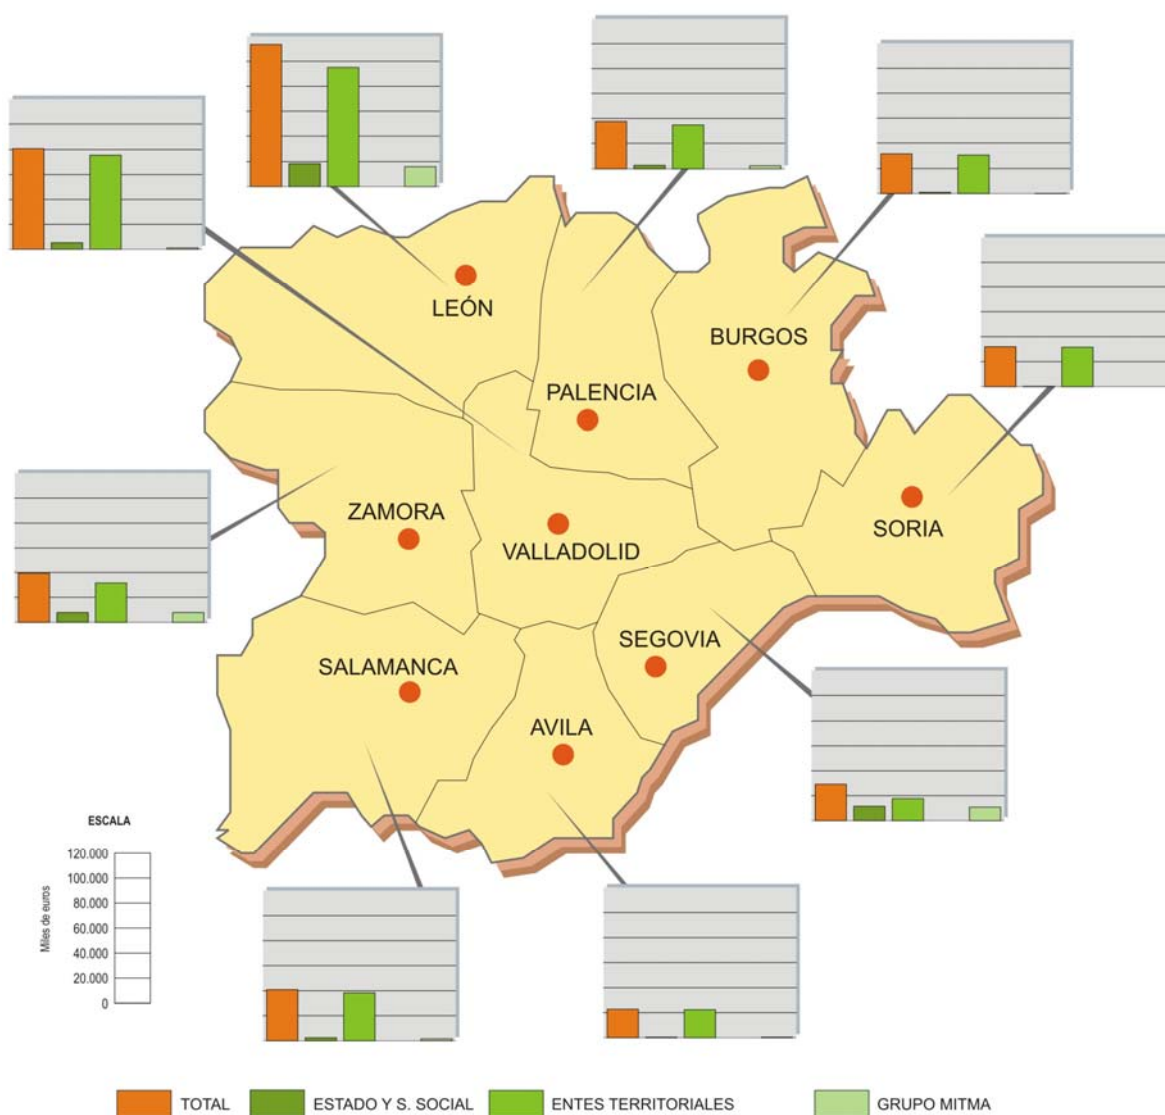 LEÓN
BURGOS
PALENCIA
ZAMORA
VALLADOLID
SORIA
SEGOVIA
SALAMANCA
AVILA
ESCALA
Miles de euros
120.000
100.000
80.000
60.000
40.000
20.000
0
TOTAL ESTADO Y S. SOCIAL ENTES TERRITORIALES GRUPO MITMA